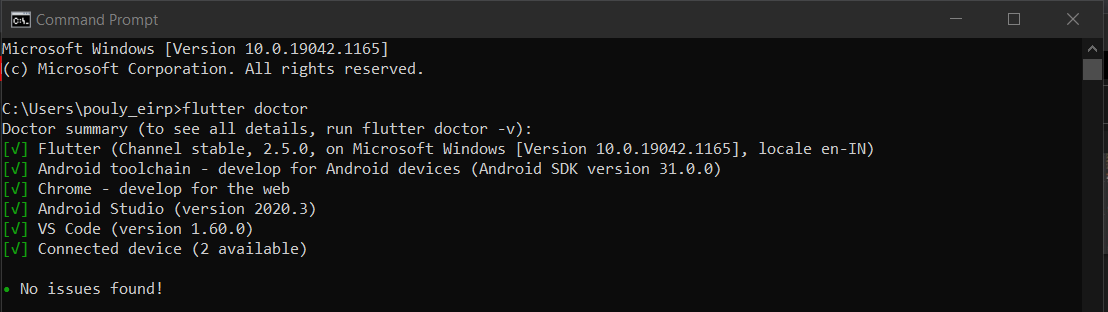 Command Prompt
Microsoft Windows [Version 10.0.19042.1165]
(c) Microsoft Corporation. All rights reserved.
C:\Users\pouly_eirp>flutter doctor
Doctor summary (to see all details, run flutter doctor -v):
[√] Flutter (Channel stable, 2.5.0, on Microsoft Windows [Version 10.0.19042.1165], locale en-IN)
[√] Android toolchain - develop for Android devices (Android SDK version 31.0.0)
[√] Chrome - develop for the web
[√] Android Studio (version 2020.3)
[√] VS Code (version 1.60.0)
[√] Connected device (2 available)
• No issues found!